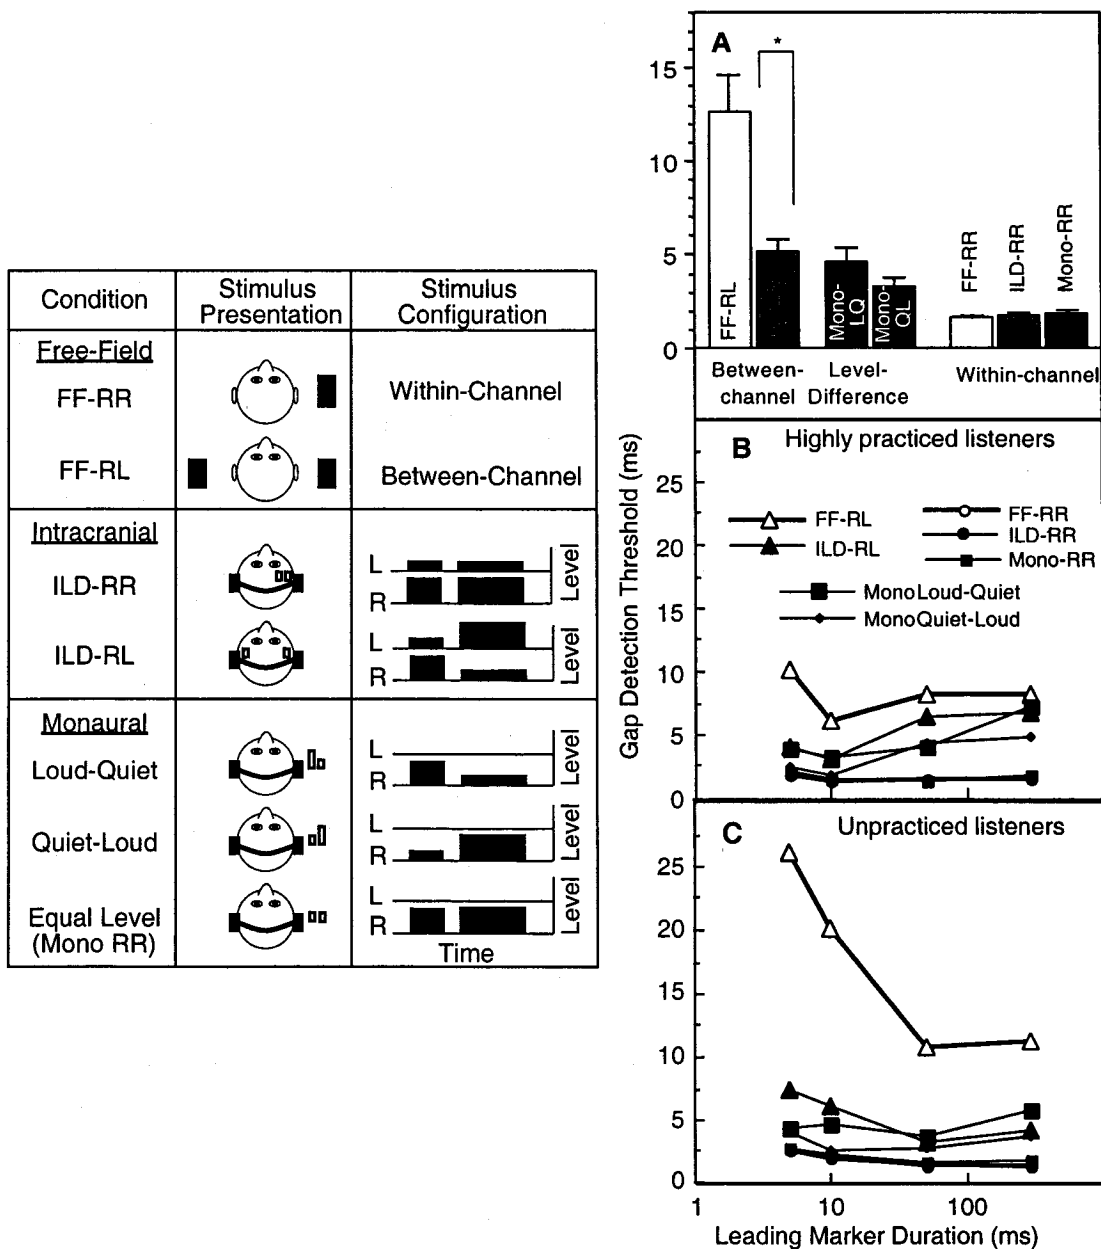 Condition
Stimulus Presentation
Stimulus Configuration
Free-Field
FF-RR
Within-Channel
FF-RL
Between-Channel
Intracranial
ILD-RR
L
R
Level
ILD-RL
L
R
Level
Monaural
Loud-Quiet
L
R
Level
Quiet-Loud
L
R
Level
Equal Level
(Mono RR)
L
R
Level
Time
A
*
15
10
5
0
FF-RL
Mono-LQ
Mono-QL
FF-RR
ILD-RR
Mono-RR
Between-channel
Level-Difference
Within-channel
Gap Detection Threshold (ms)
B
Highly practiced listeners
25
20
15
10
5
0
FF-RL
ILD-RL
FF-RR
ILD-RR
Mono-RR
MonoLoud-Quiet
MonoQuiet-Loud
C
Unpracticed listeners
25
20
15
10
5
0
1
10
100
Leading Marker Duration (ms)